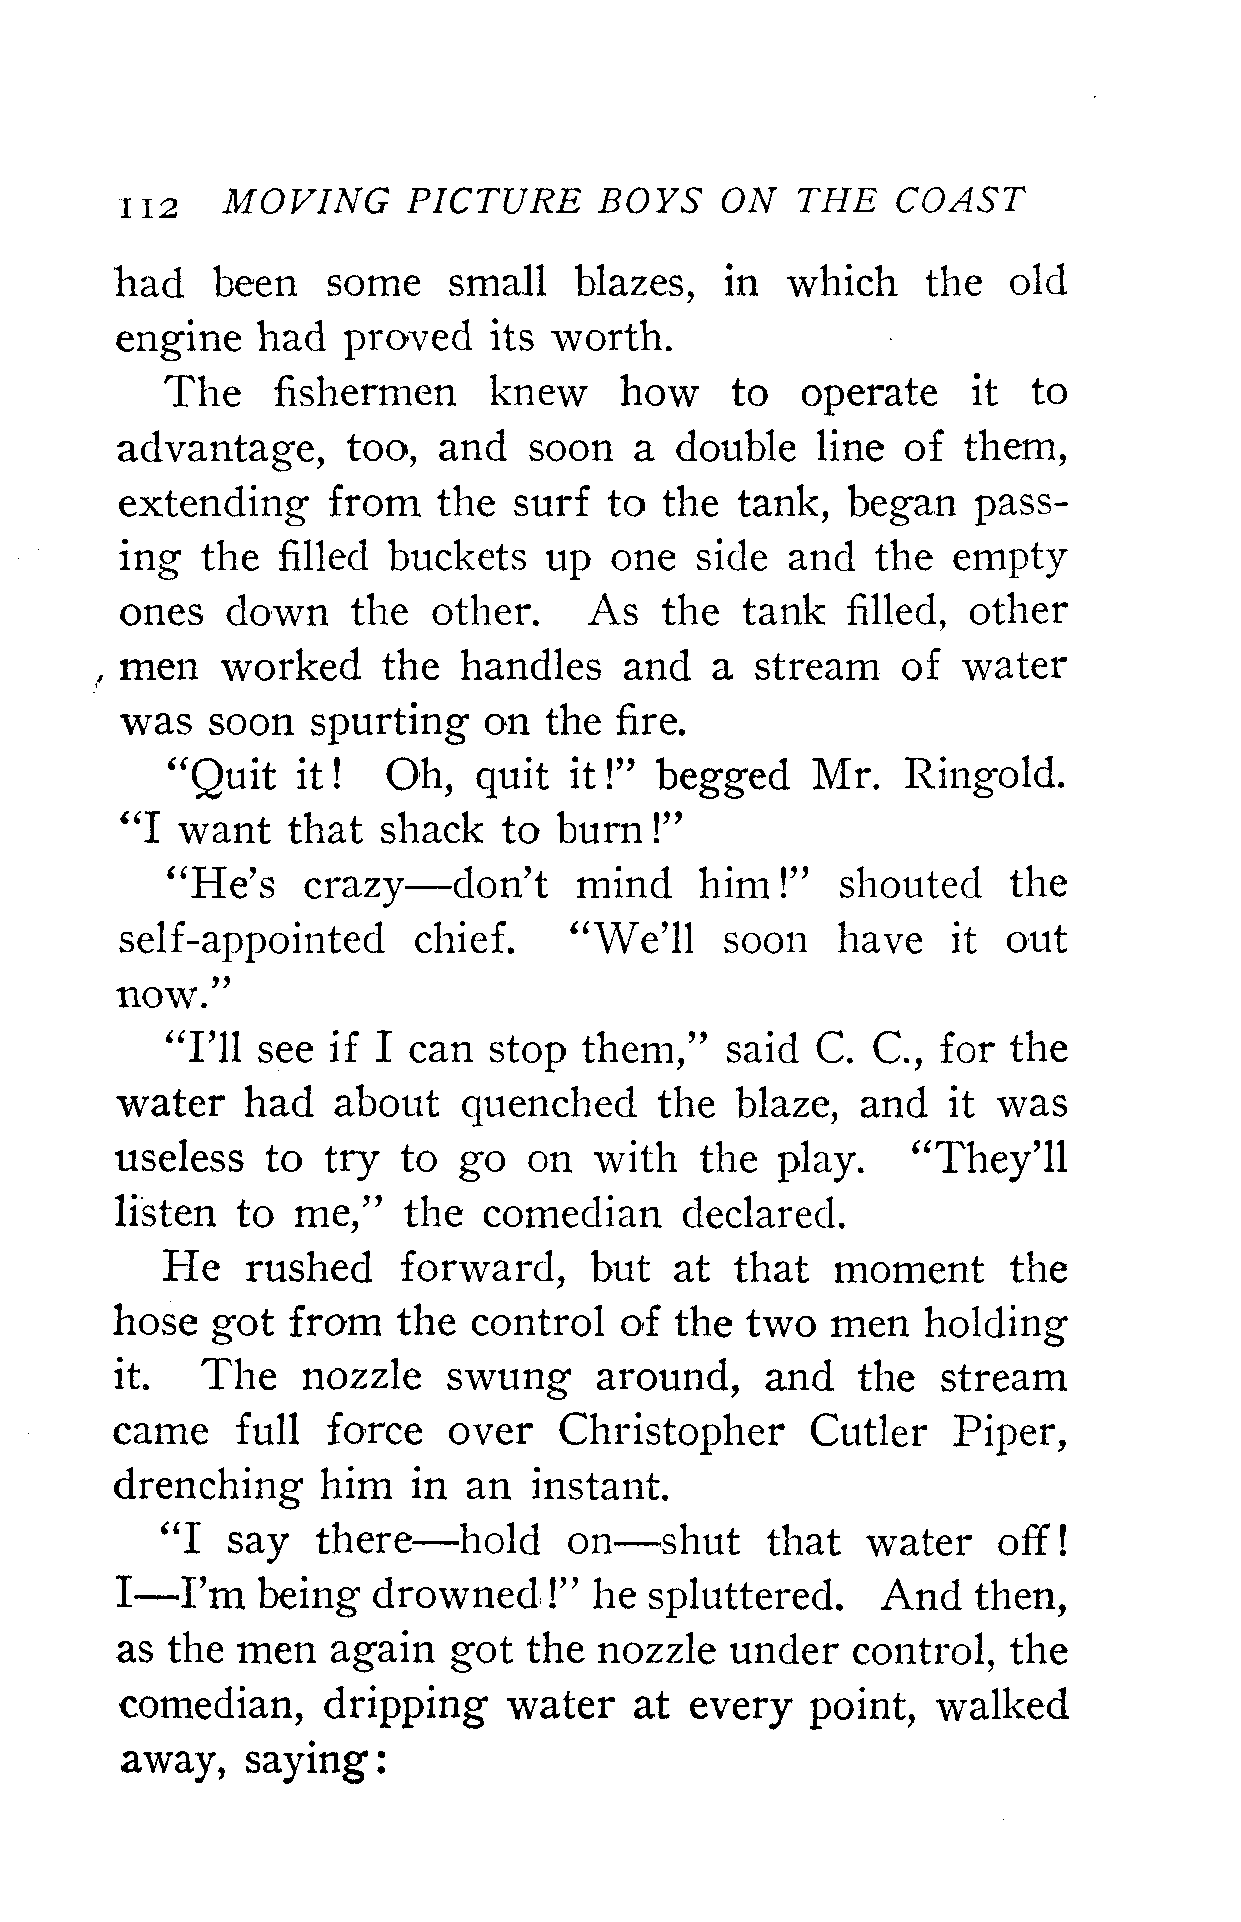 112 MOVING PICTURE BOYS ON THE COAST
had been some small blazes, in which the old
engine had proved its worth.
The fishermen knew how to operate it to
advantage, too, and soon a double line of them,
extending from the surf to the tank, began pass-
ing the filled buckets up one side and the empty
ones down the other. As the tank filled, other
men worked the handles and a stream of water
was soon spurting on the fire.
“Quit it! Oh, quit it!” begged Mr. Ringold.
“I want that shack to burn!”
“He’s crazy—don’t mind him!” shouted the
self-appointed chief. “We’ll soon have it out
now.”
“I’ll see if I can stop them,” said C. C., for the
water had about quenched the blaze, and it was
useless to try to go on with the play. “They’ll
listen to me,” the comedian declared.
He rushed forward, but at that moment the
hose got from the control of the two men holding
it. The nozzle swung around, and the stream
came full force over Christopher Cutler Piper,
drenching him in an instant.
“I say there—hold on—shut that water off!
I—I’m being drowned!” he spluttered. And then,
as the men again got the nozzle under control, the
comedian, dripping water at every point, walked
away, saying: